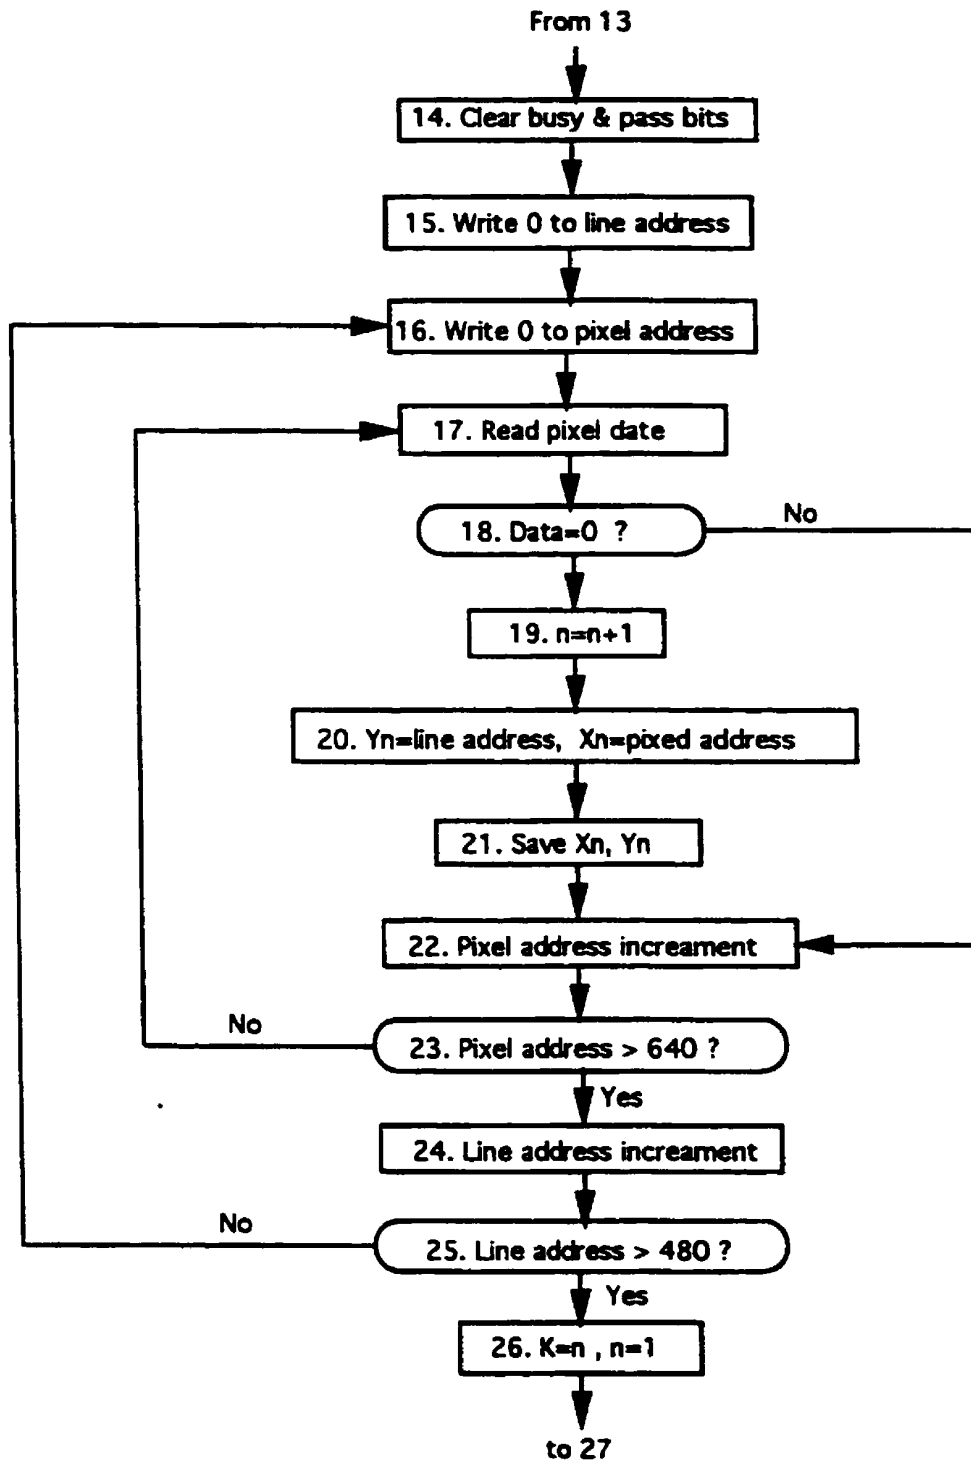 From 13
14. Clear busy & pass bits
15. Write 0 to line address
16. Write 0 to pixel address
17. Read pixel date
18. Data=0 ?
No
19. n=n+1
20. Yn=line address, Xn=pixed address
21. Save Xn, Yn
22. Pixel address increament
No
23. Pixel address > 640 ?
Yes
24. Line address increament
No
25. Line address > 480 ?
Yes
26. K=n , n=1
to 27